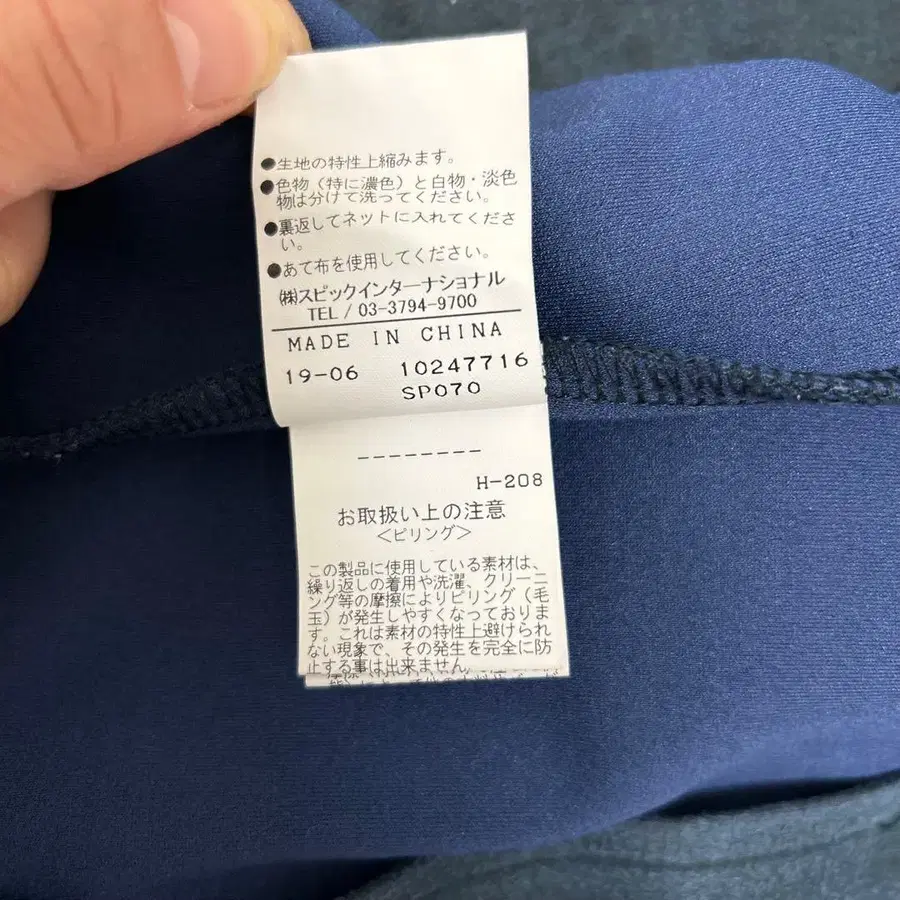 ●生地の特性上縮みます。
●色物(特に濃色)と白物・淡色
物は分けて洗ってください。
●裏返してネットに入れてくださ
い。
●あて布を使用してください。
㈱スピックインターナショナル
TEL / 03-3794-9700
MADE IN CHINA
19-06 10247716
SP070
--------
H-208
お取扱い上の注意
<ピリング>
この製品に使用している素材は、
繰り返しの着用や洗濯、クリーニ
ング等の摩擦によりピリング(毛
玉)が発生しやすくなっておりま
す。これは素材の特性上避けられ
ない現象で、その発生を完全に防
止する事は出来ません。